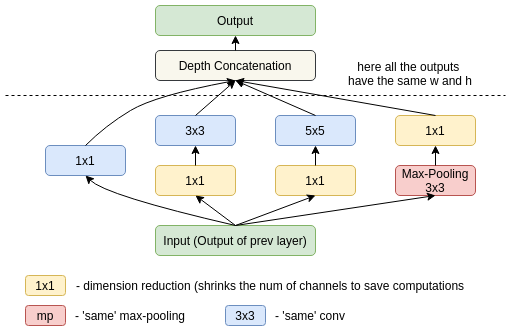 Output
Depth Concatenation
here all the outputs
have the same w and h
3x3
5x5
1x1
1x1
1x1
1x1
Max-Pooling
3x3
Input (Output of prev layer)
1x1 - dimension reduction (shrinks the num of channels to save computations
mp - 'same' max-pooling
3x3 - 'same' conv